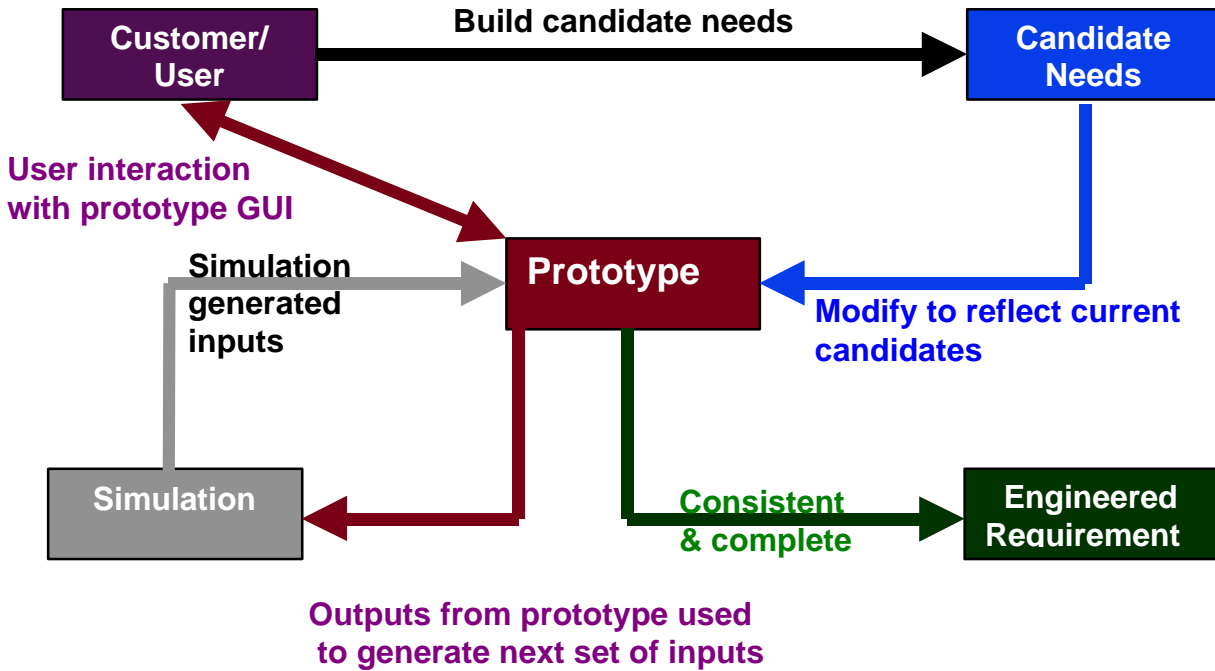 Customer/
User
Build candidate needs
Candidate
Needs
User interaction
with prototype GUI
Simulation
generated
inputs
Prototype
Modify to reflect current
candidates
Simulation
Consistent
& complete
Engineered
Requirement
Outputs from prototype used
to generate next set of inputs